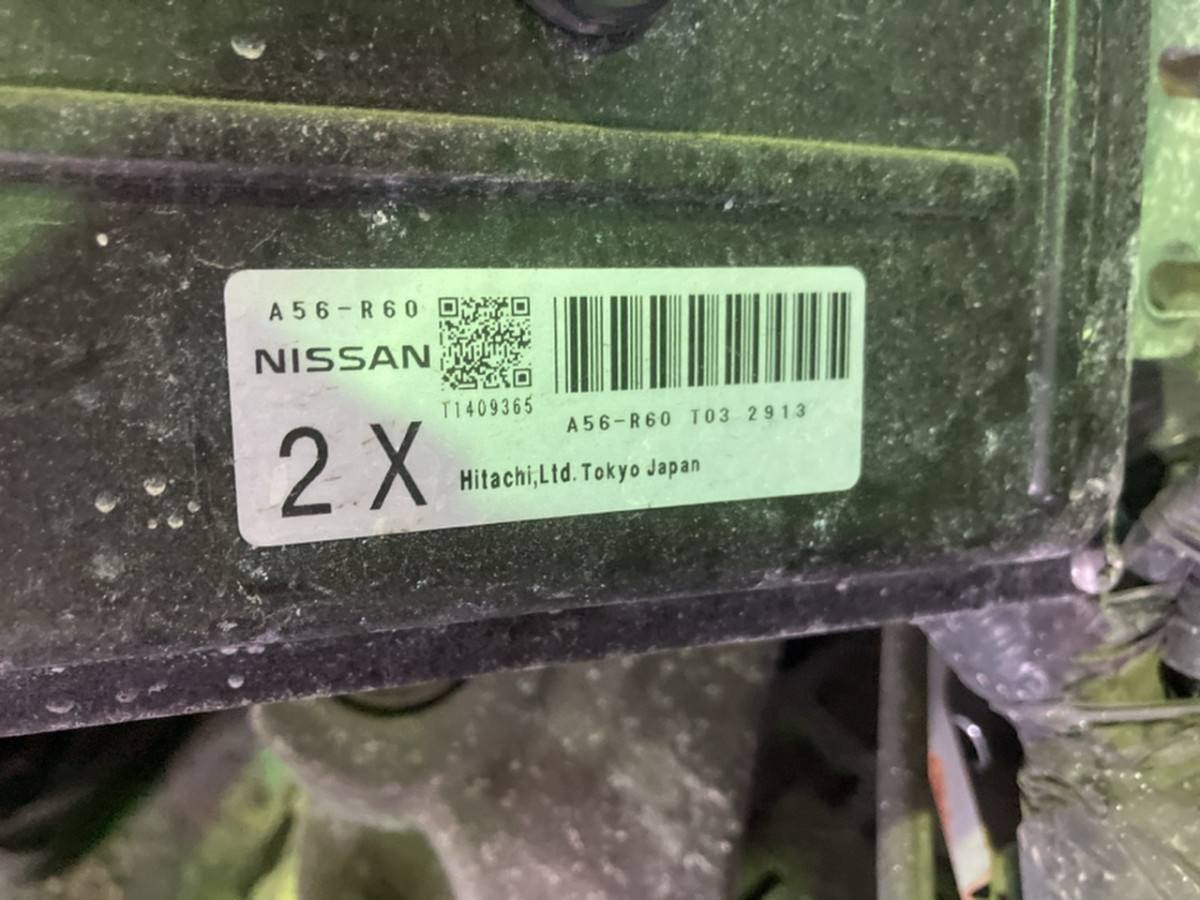 A56-R60
NISSAN
T1409365
2 X
A56-R60 T03 2913
Hitachi,Ltd. Tokyo Japan